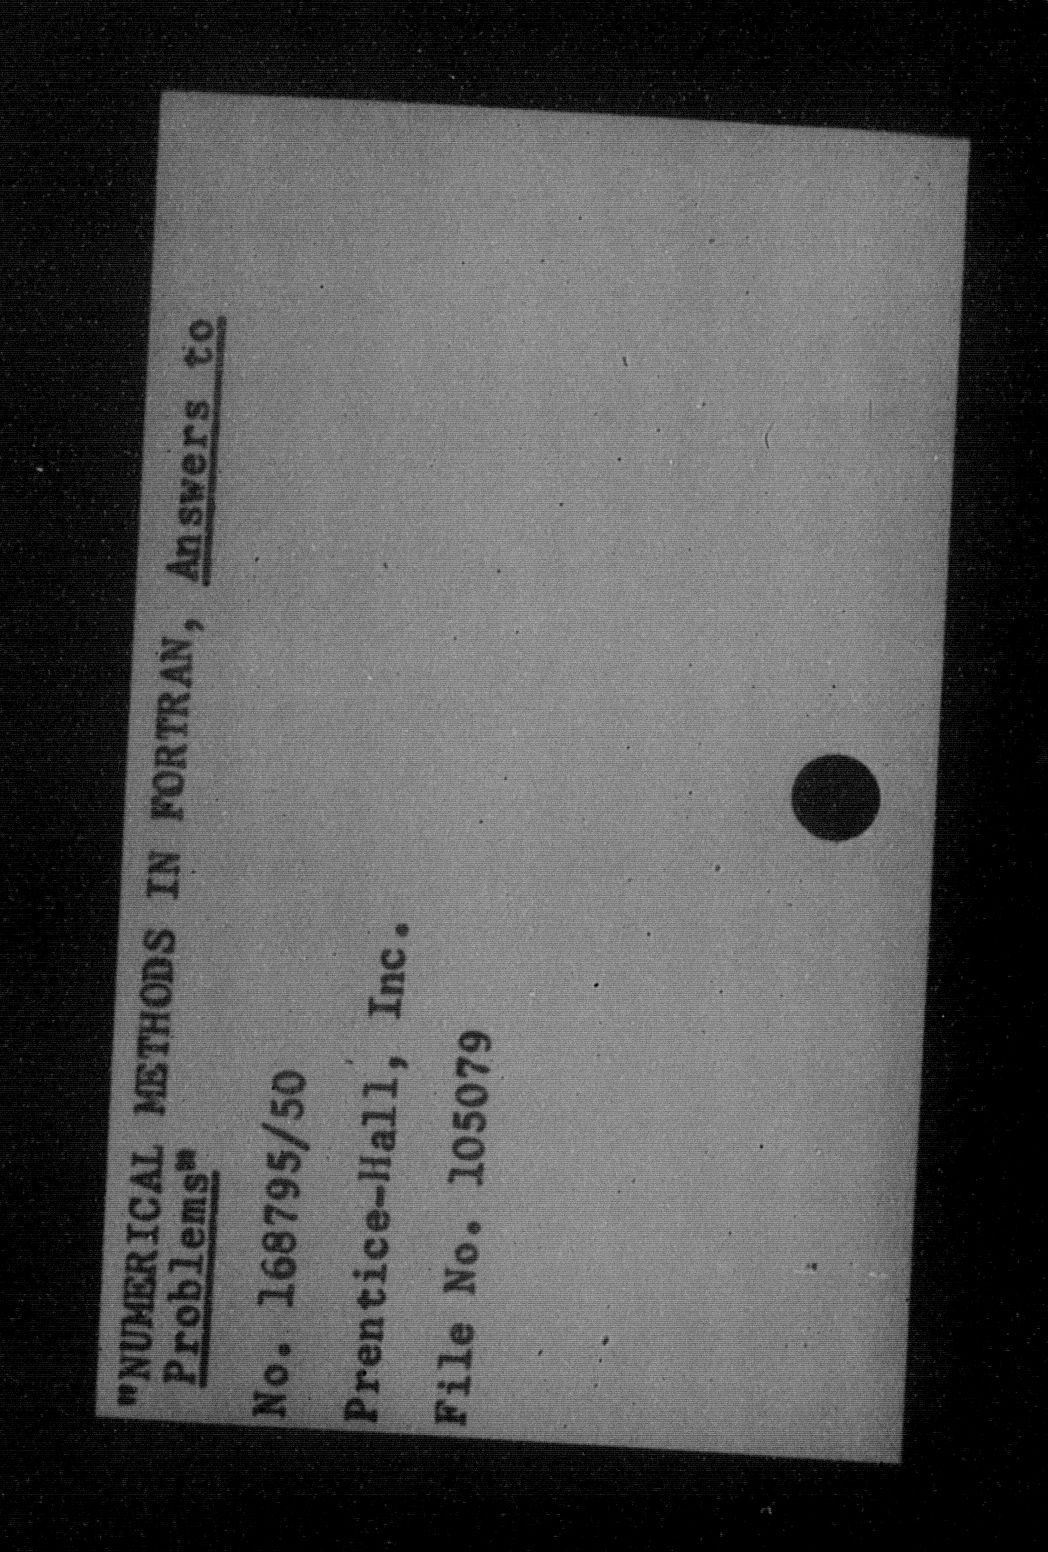 "NUMERICAL METHODS IN FORTRAN, Answers to
Problems"
No. 168795/50
Prentice-Hall, Inc.
File No. 105079